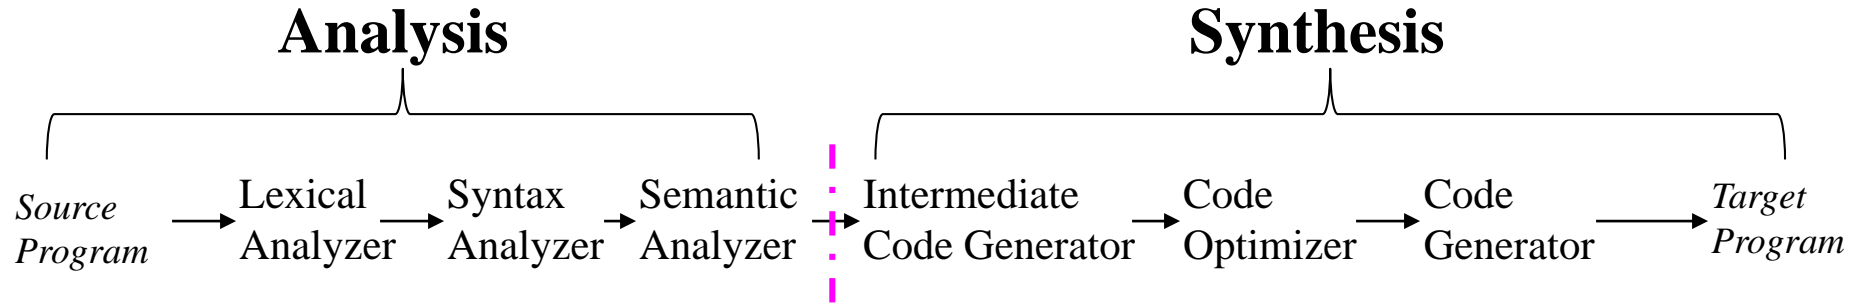 Analysis
Synthesis
Source
Program
Lexical
Analyzer
Syntax
Analyzer
Semantic
Analyzer
Intermediate
Code Generator
Code
Optimizer
Code
Generator
Target
Program